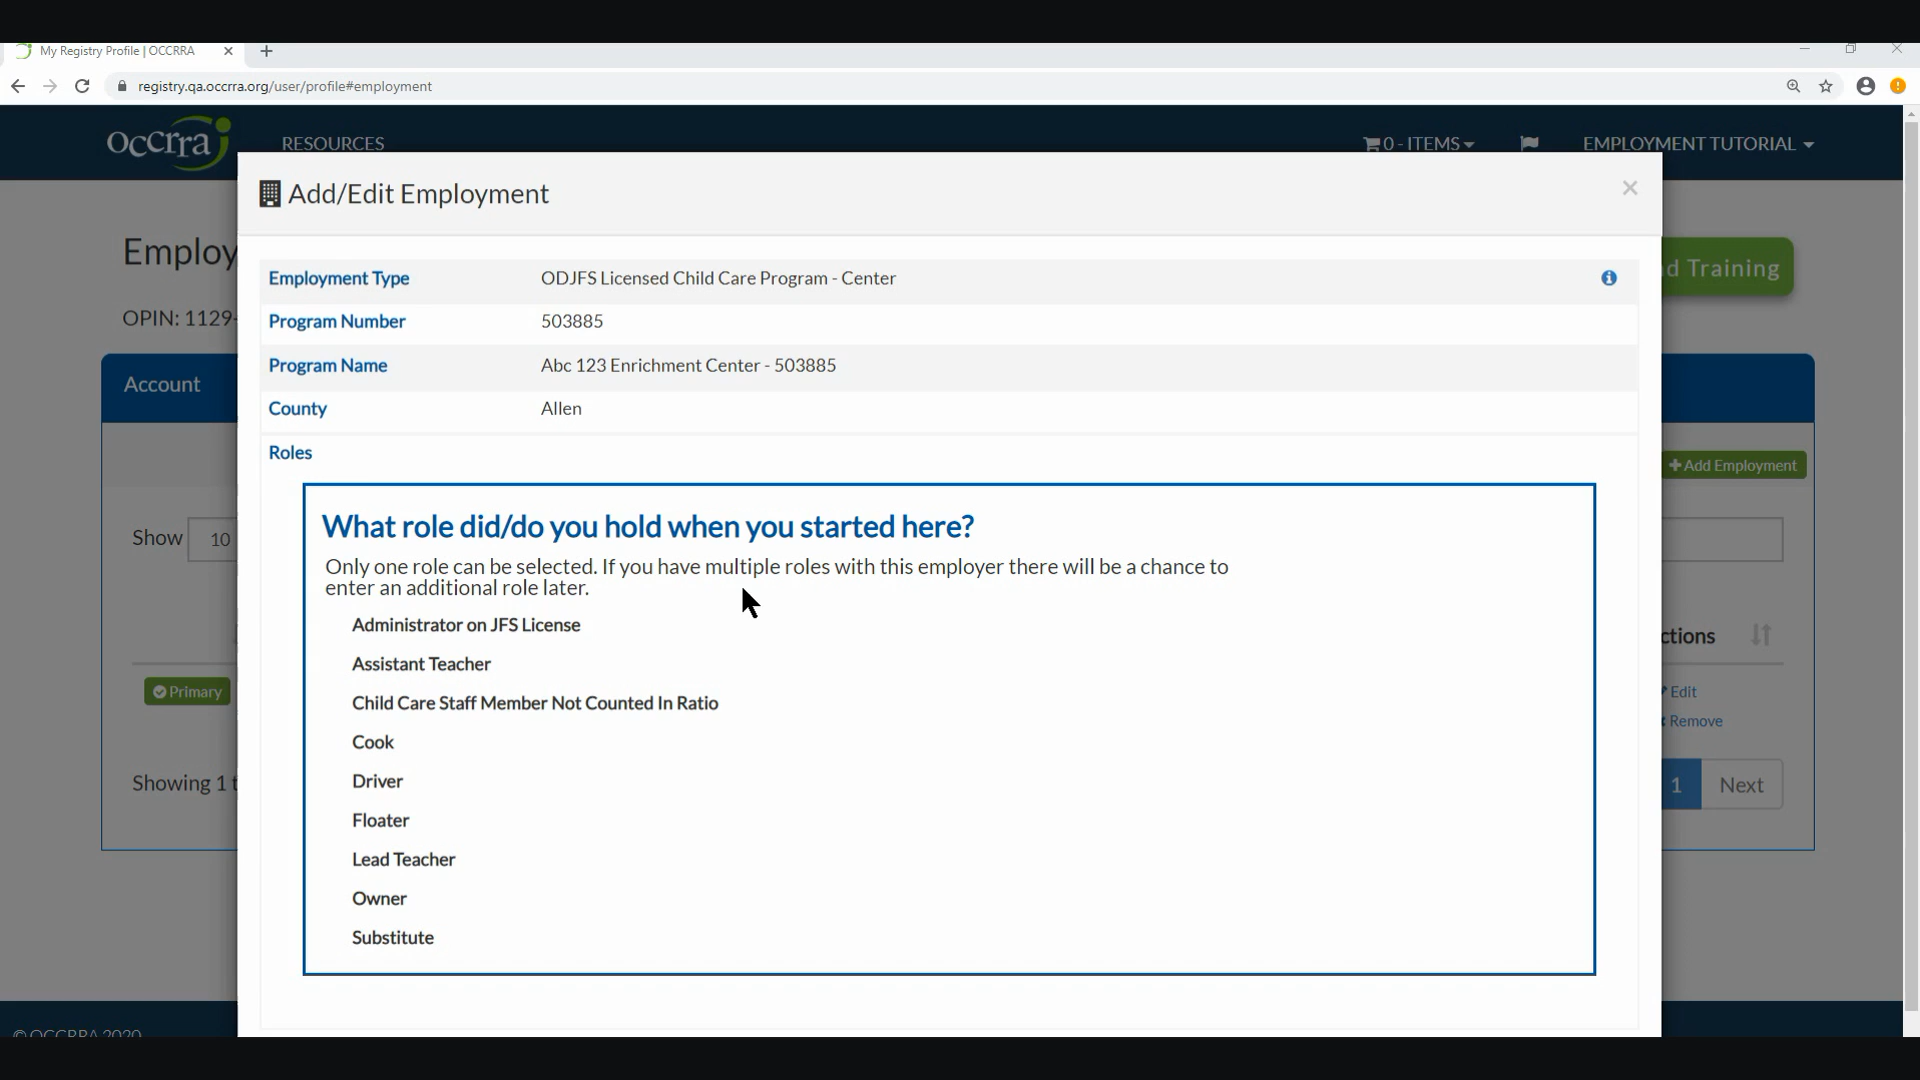 My Registry Profile | OCCRRA
registry.qa.occrra.org/user/profile#employment
occrra
RESOURCES
0 - ITEMS
EMPLOYMENT TUTORIAL
Add/Edit Employment
×
Employ
d Training
OPIN: 1129-
Employment Type ODJFS Licensed Child Care Program - Center
Program Number 503885
Program Name Abc 123 Enrichment Center - 503885
County Allen
Account
Roles
+ Add Employment
What role did/do you hold when you started here?
Show 10
Only one role can be selected. If you have multiple roles with this employer there will be a chance to
enter an additional role later.
Administrator on JFS License
ctions
Assistant Teacher
Primary
Edit
Child Care Staff Member Not Counted In Ratio
Remove
Cook
Driver
Showing 1 t
1 Next
Floater
Lead Teacher
Owner
Substitute
© OCCRRA 2020